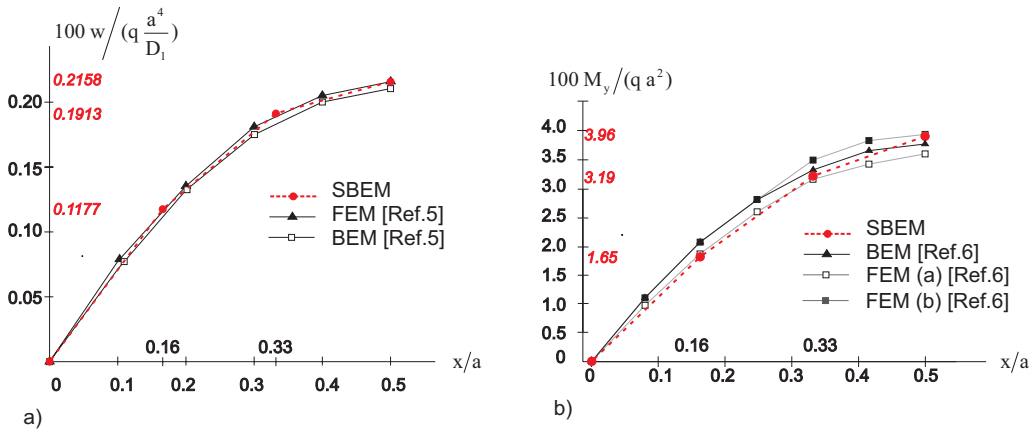 100 w/(q a⁴/D₁)
0.2158
0.20
0.1913
0.15
0.1177
0.10
0.05
SBEM
FEM [Ref.5]
BEM [Ref.5]
0.16
0.33
x/a
0
0.1
0.2
0.3
0.4
0.5
a)
100 M_y/(q a²)
4.0
3.96
3.5
3.19
3.0
2.5
2.0
1.65
1.5
1.0
0.5
0
SBEM
BEM [Ref.6]
FEM (a) [Ref.6]
FEM (b) [Ref.6]
0.16
0.33
x/a
0
0.1
0.2
0.3
0.4
0.5
b)